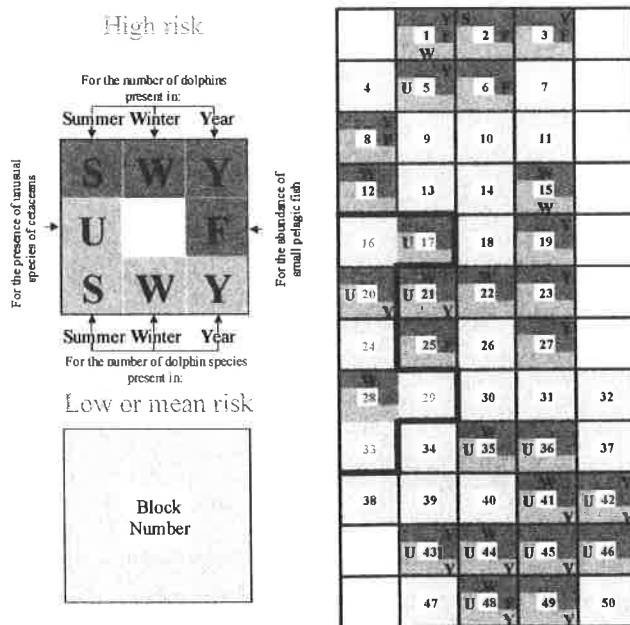 High risk
For the number of dolphins
present in:
Summer Winter Year
For the presence of unusual
species of cetaceans
S W Y
U F
S W Y
For the abundance of
small pelagic fish
Summer Winter Year
For the number of dolphin species
present in:
Low or mean risk
Block
Number
1 W
S 2
3
4
U 5
6
7
8
9
10
11
12
13
14
15 W
16
U 17
18
19
U 20 Y
U 21
22
23
24
25
26
27
28
29
30
31
32
33
34
U 35
U 36
37
38
39
40
U 41 Y
U 42 Y
U 43 Y
U 44 Y
U 45 Y
U 46
47
U 48 Y
U 49 Y
50